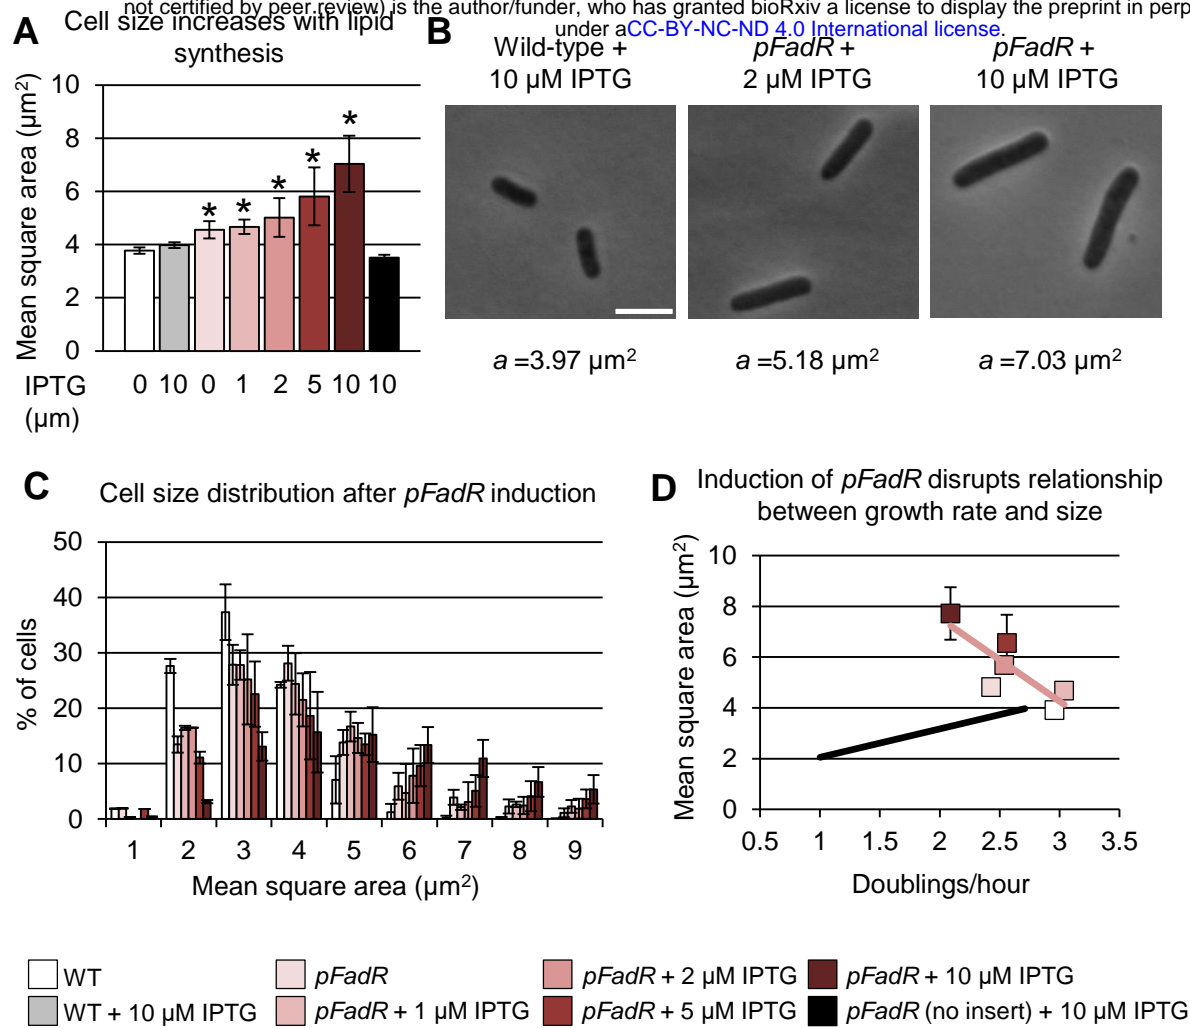 not certified by peer review) is the author/funder, who has granted bioRxiv a license to display the preprint in perp
under aCC-BY-NC-ND 4.0 International license.
A
Cell size increases with lipid
synthesis
Mean square area (µm²)
10
8
6
4
2
0
* * * * *
IPTG
(µm)
0 10 0 1 2 5 10 10
B
Wild-type +
10 µM IPTG
pFadR +
2 µM IPTG
pFadR +
10 µM IPTG
a =3.97 µm²
a =5.18 µm²
a =7.03 µm²
C
Cell size distribution after pFadR induction
% of cells
50
40
30
20
10
0
1 2 3 4 5 6 7 8 9
Mean square area (µm²)
D
Induction of pFadR disrupts relationship
between growth rate and size
Mean square area (µm²)
10
8
6
4
2
0
0.5 1 1.5 2 2.5 3 3.5
Doublings/hour
WT
pFadR
pFadR + 2 µM IPTG
pFadR + 10 µM IPTG
WT + 10 µM IPTG
pFadR + 1 µM IPTG
pFadR + 5 µM IPTG
pFadR (no insert) + 10 µM IPTG